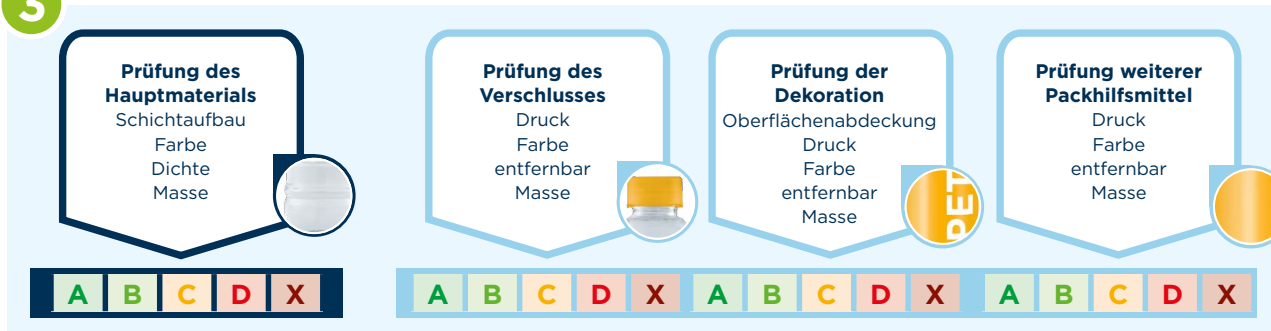 3
Prüfung des
Hauptmaterials
Schichtaufbau
Farbe
Dichte
Masse
A B C D X
Prüfung des
Verschlusses
Druck
Farbe
entfernbar
Masse
A B C D X
Prüfung der
Dekoration
Oberflächenabdeckung
Druck
Farbe
entfernbar
Masse
PET
A B C D X
Prüfung weiterer
Packhilfsmittel
Druck
Farbe
entfernbar
Masse
A B C D X